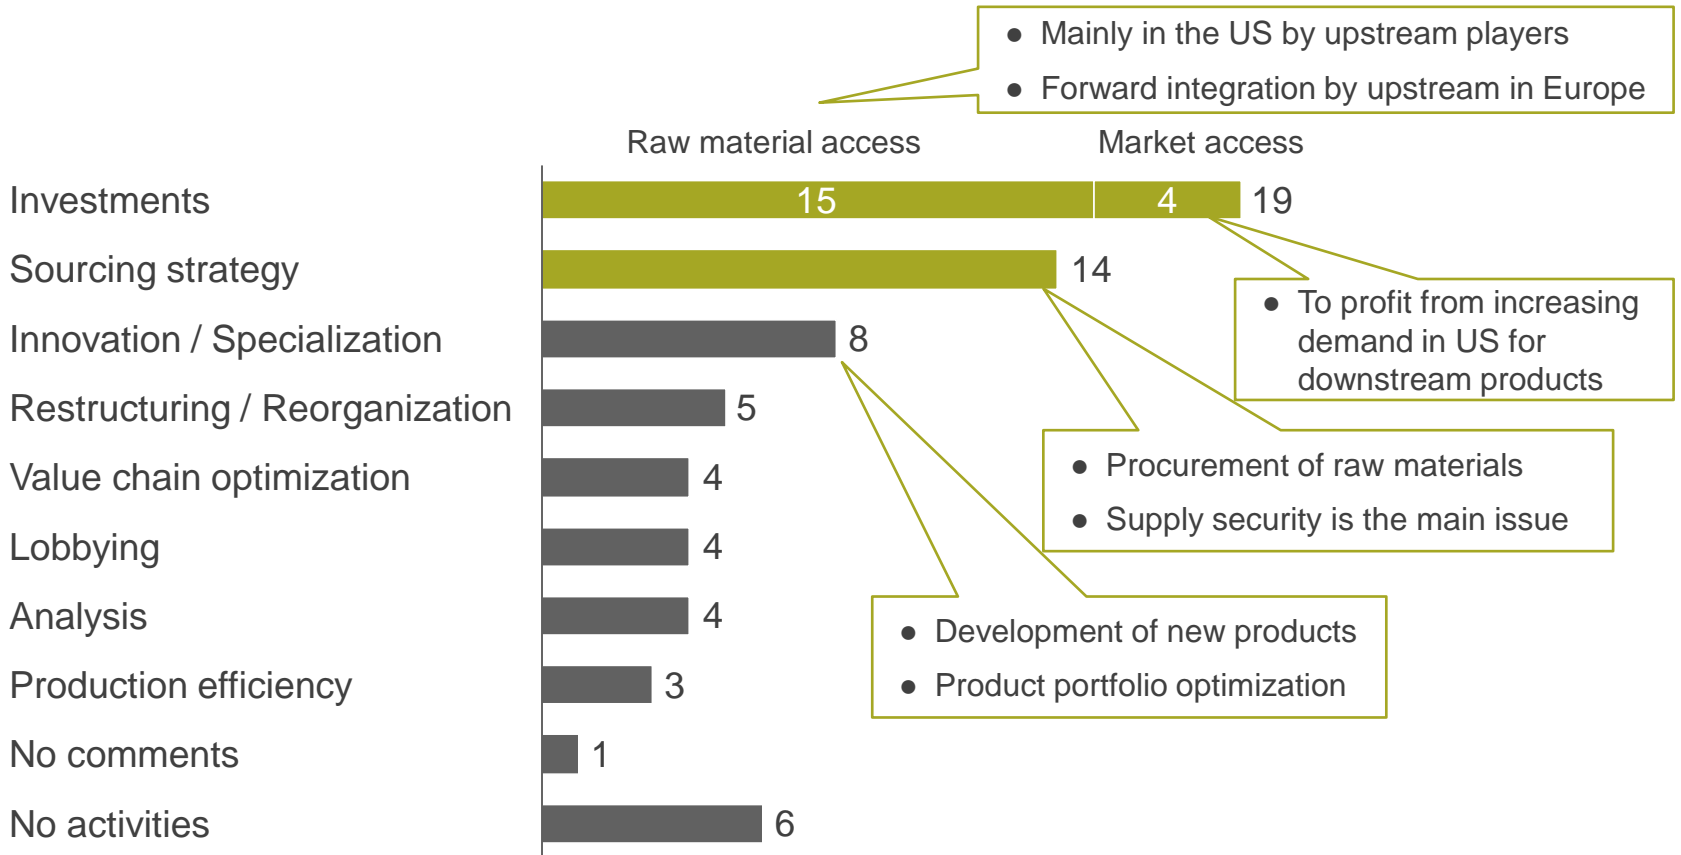 ● Mainly in the US by upstream players
● Forward integration by upstream in Europe
Raw material access Market access
Investments 15 4 19
Sourcing strategy 14
● To profit from increasing
demand in US for
downstream products
Innovation / Specialization 8
Restructuring / Reorganization 5
Value chain optimization 4
● Procurement of raw materials
● Supply security is the main issue
Lobbying 4
Analysis 4
● Development of new products
● Product portfolio optimization
Production efficiency 3
No comments 1
No activities 6